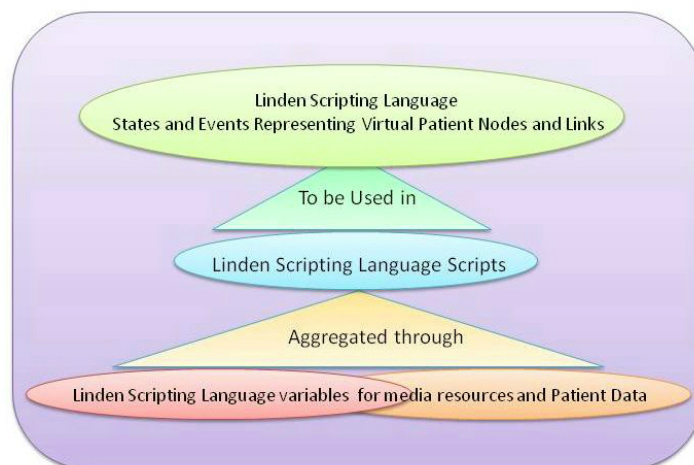 Linden Scripting Language
States and Events Representing Virtual Patient Nodes and Links
To be Used in
Linden Scripting Language Scripts
Aggregated through
Linden Scripting Language variables for media resources and Patient Data